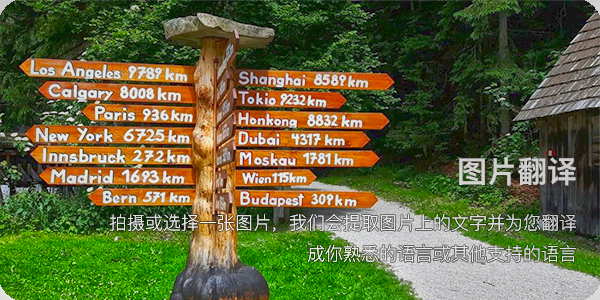 Los Angeles 9789 km
Calgary 8008 km
Paris 936 km
New York 6725 km
Innsbruck 272 km
Madrid 1693 km
Bern 571 km
Shanghai 8589 km
Tokio 9232 km
Honkong 8832 km
Dubai 4317 km
Moskau 1781 km
Wien 115 km
Budapest 309 km
图片翻译
拍摄或选择一张图片，我们会提取图片上的文字并为您翻译
成你熟悉的语言或其他支持的语言